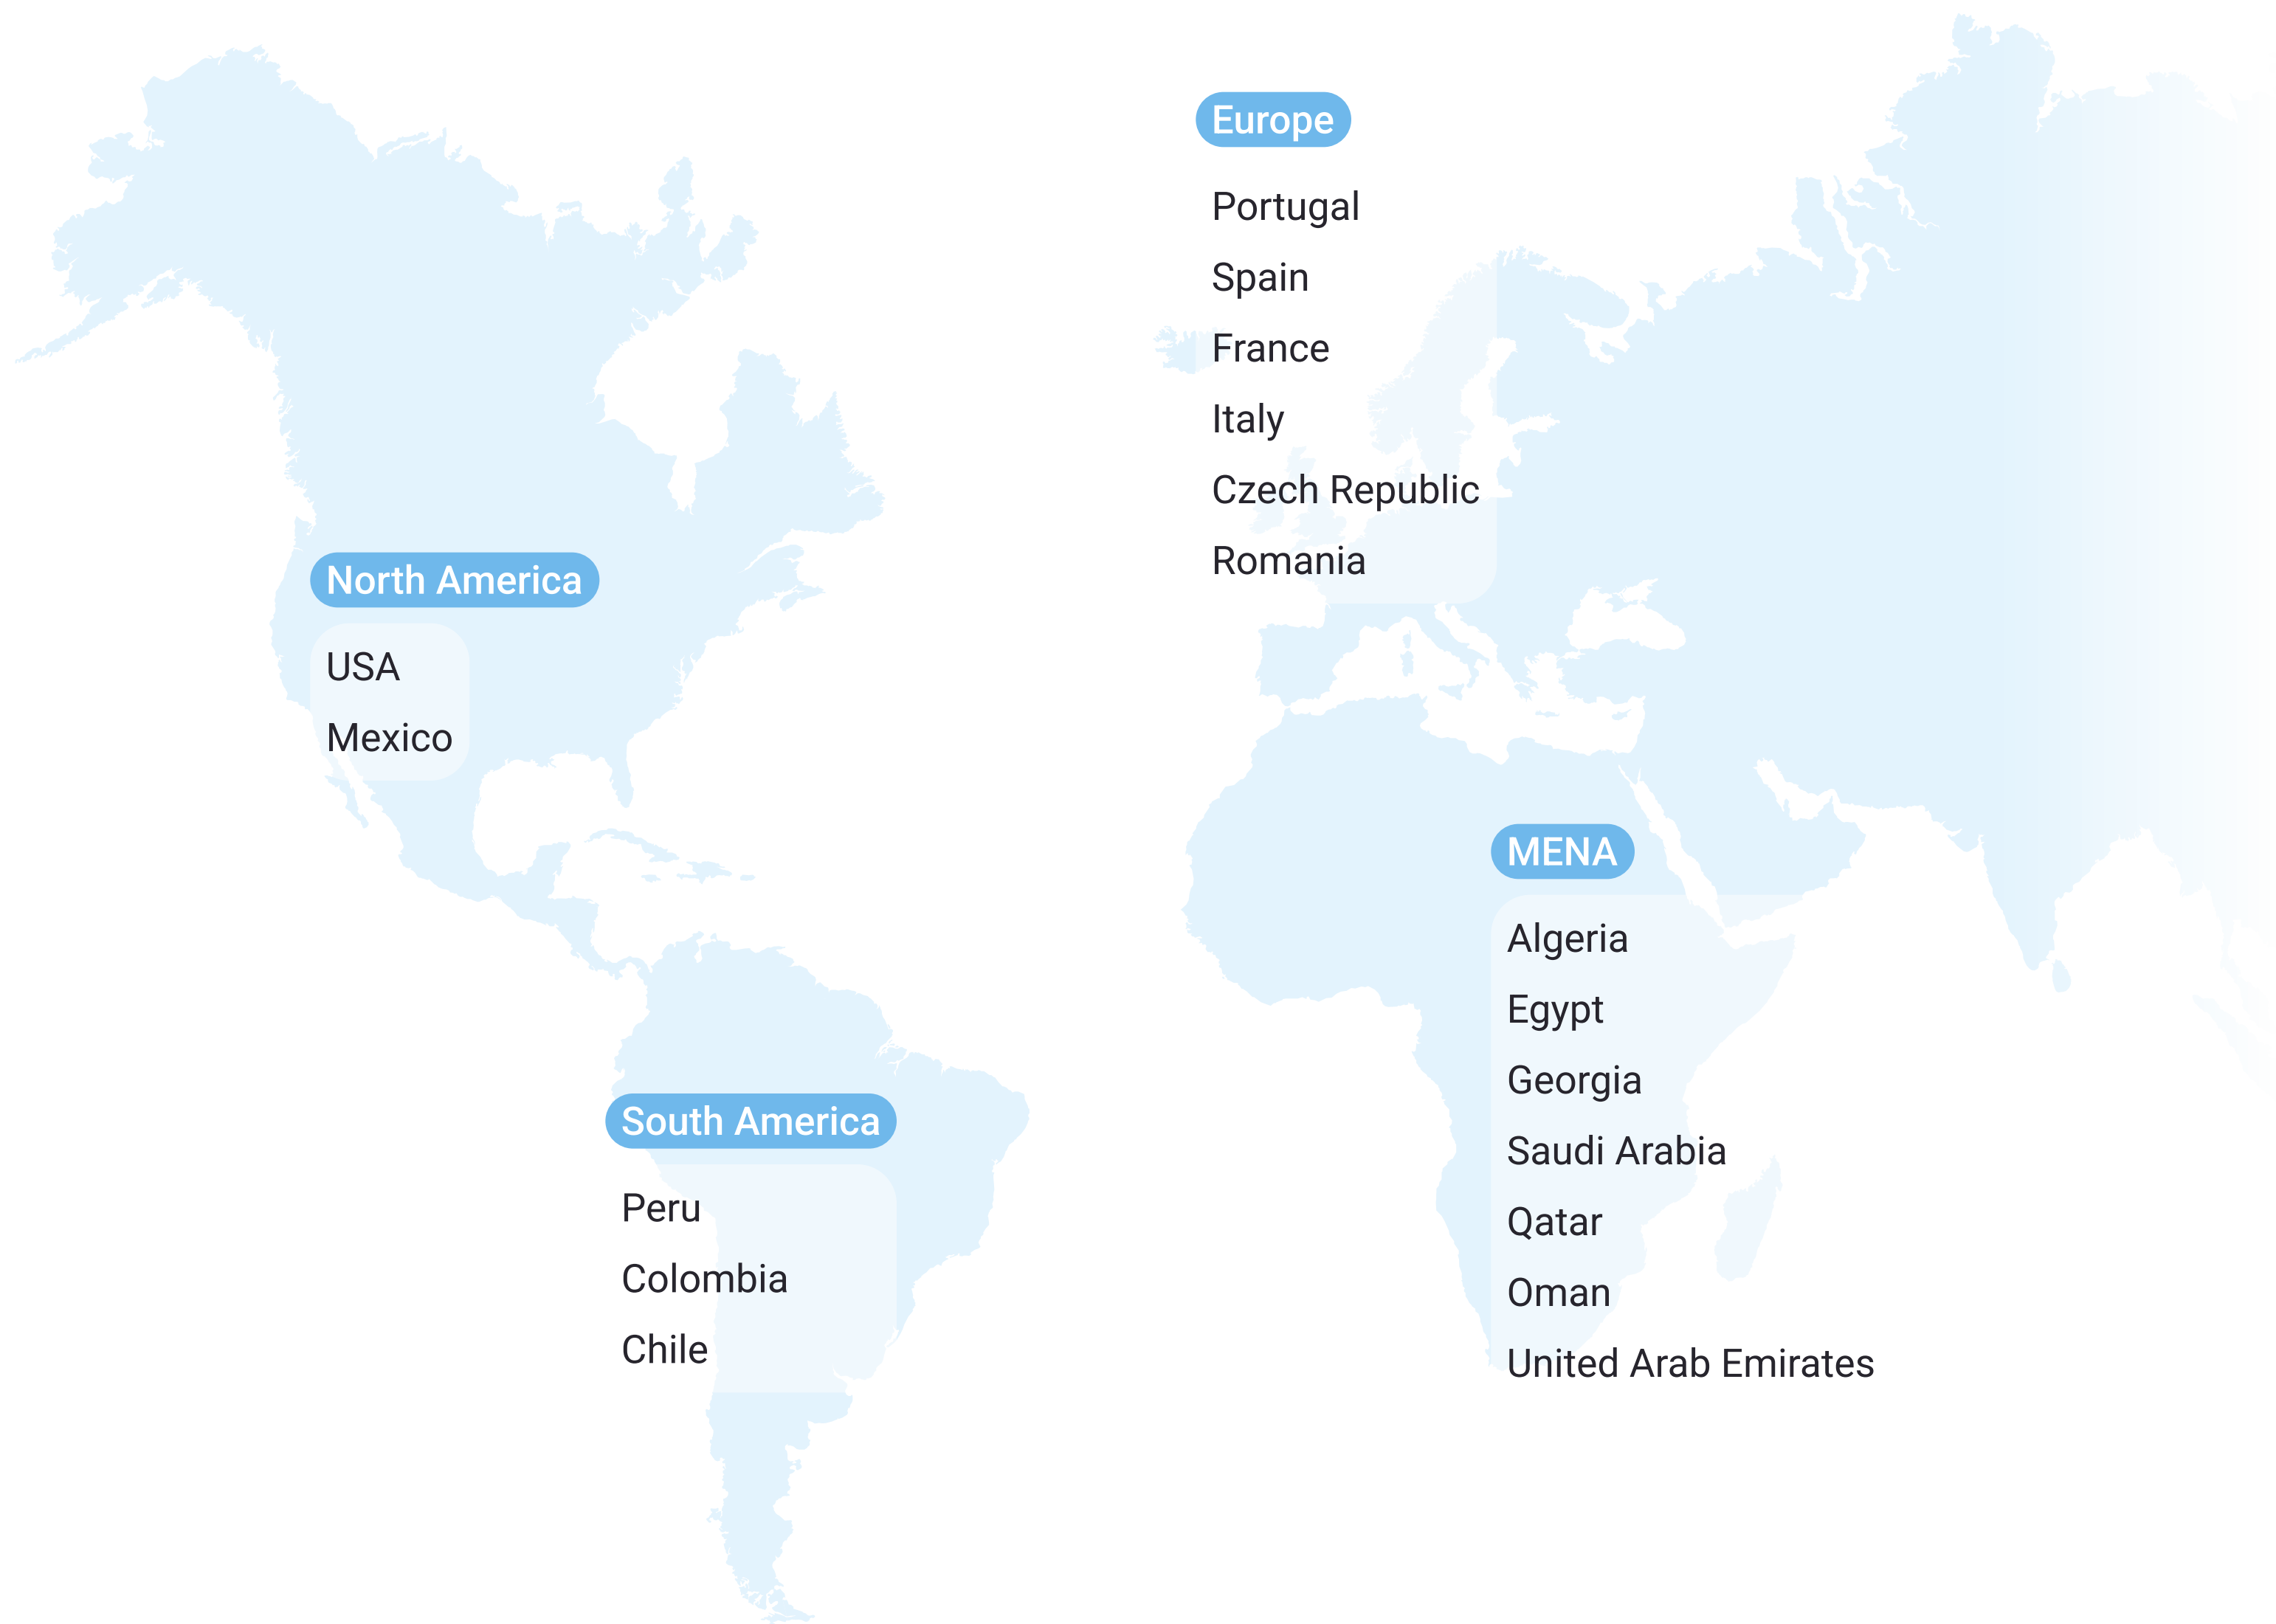 North America
USA
Mexico
South America
Peru
Colombia
Chile
Europe
Portugal
Spain
France
Italy
Czech Republic
Romania
MENA
Algeria
Egypt
Georgia
Saudi Arabia
Qatar
Oman
United Arab Emirates